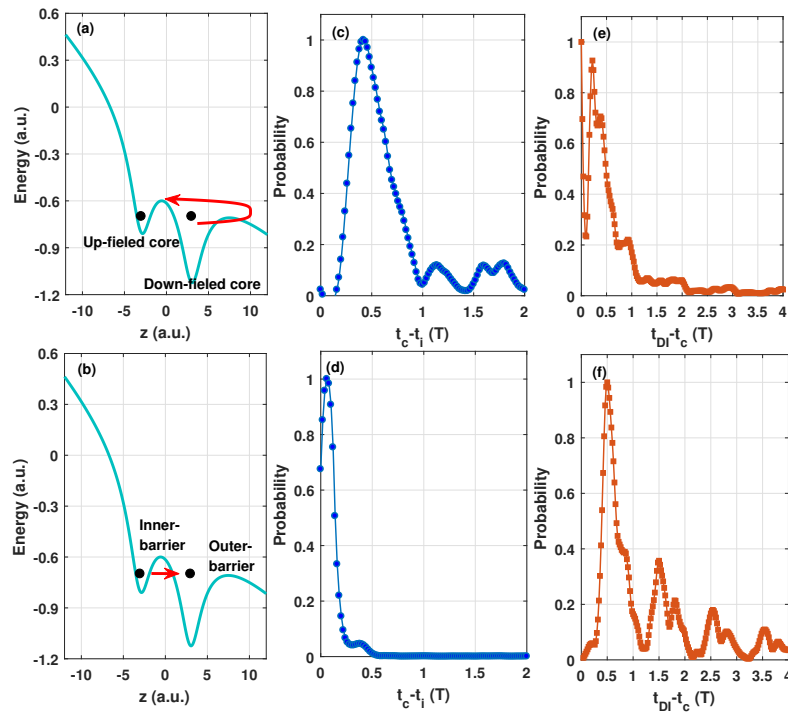 (a)
Energy (a.u.)
0.6
0.3
0
-0.3
-0.6
-0.9
-1.2
Up-fieled core
Down-fieled core
-10 -5 0 5 10
z (a.u.)
(c)
Probability
1
0.8
0.6
0.4
0.2
0
0 0.5 1 1.5 2
t_c-t_i (T)
(e)
Probability
1
0.8
0.6
0.4
0.2
0
0 0.5 1 1.5 2 2.5 3 3.5 4
t_DI-t_c (T)
(b)
Energy (a.u.)
0.6
0.3
0
-0.3
-0.6
-0.9
-1.2
Inner-
barrier
Outer-
barrier
-10 -5 0 5 10
z (a.u.)
(d)
Probability
1
0.8
0.6
0.4
0.2
0
0 0.5 1 1.5 2
t_c-t_i (T)
(f)
Probability
1
0.8
0.6
0.4
0.2
0
0 0.5 1 1.5 2 2.5 3 3.5 4
t_DI-t_c (T)